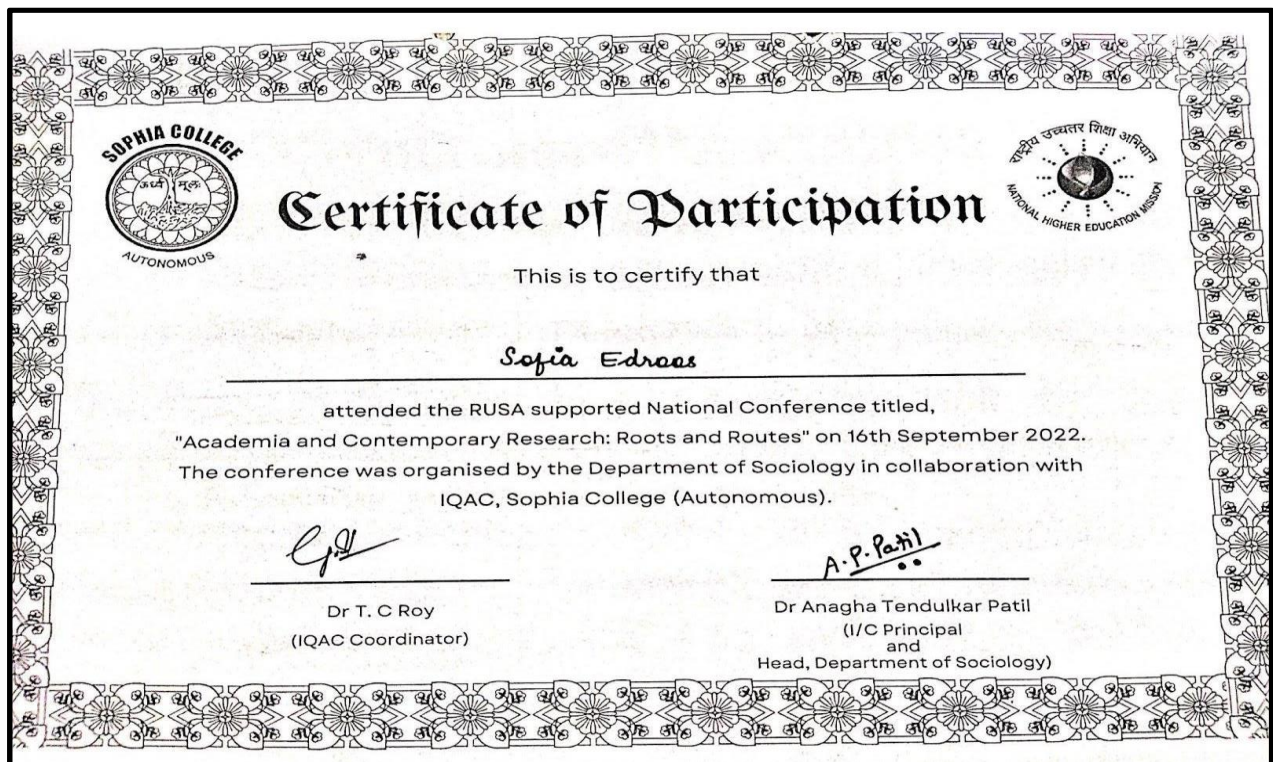 SOPHIA COLLEGE
ऊर्ध्व मूलः
AUTONOMOUS
राष्ट्रीय उच्चतर शिक्षा अभियान
NATIONAL HIGHER EDUCATION MISSION
Certificate of Participation
This is to certify that
Sofia Edroos
attended the RUSA supported National Conference titled,
"Academia and Contemporary Research: Roots and Routes" on 16th September 2022.
The conference was organised by the Department of Sociology in collaboration with
IQAC, Sophia College (Autonomous).
A.P.Patil
Dr T. C Roy
(IQAC Coordinator)
Dr Anagha Tendulkar Patil
(I/C Principal
and
Head, Department of Sociology)